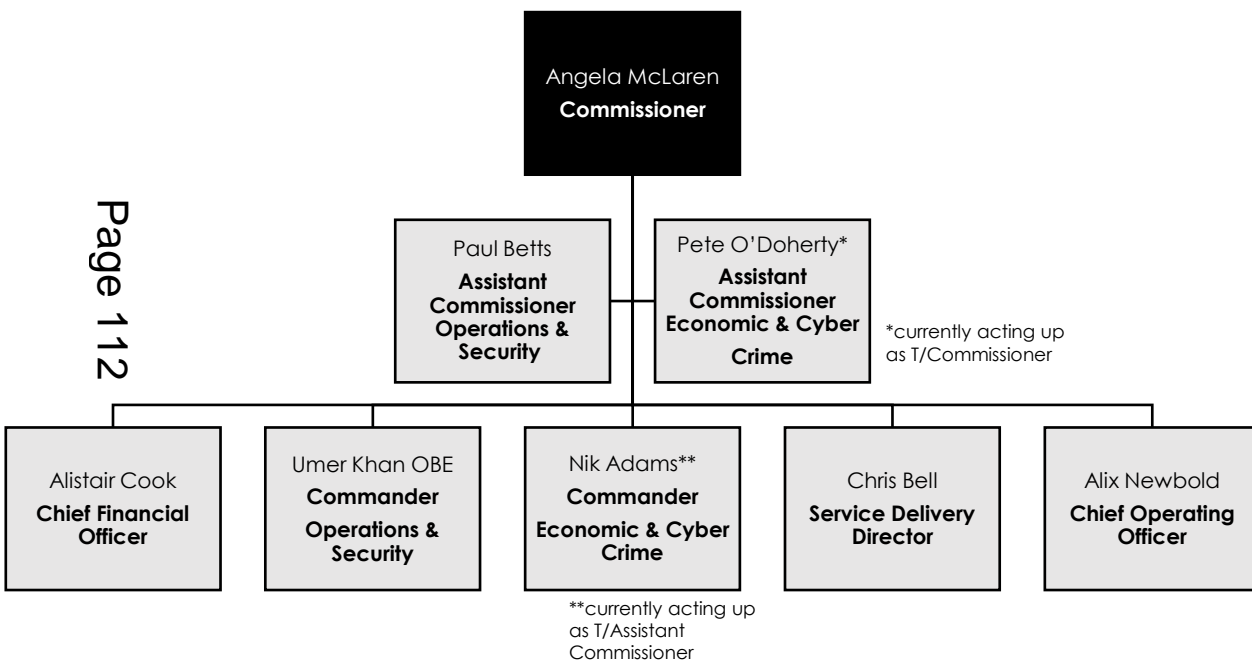 Angela McLaren
Commissioner
Page 112
Paul Betts
Assistant
Commissioner
Operations &
Security
Pete O’Doherty*
Assistant
Commissioner
Economic & Cyber
Crime
*currently acting up
as T/Commissioner
Alistair Cook
Chief Financial
Officer
Umer Khan OBE
Commander
Operations &
Security
Nik Adams**
Commander
Economic & Cyber
Crime
Chris Bell
Service Delivery
Director
Alix Newbold
Chief Operating
Officer
**currently acting up
as T/Assistant
Commissioner